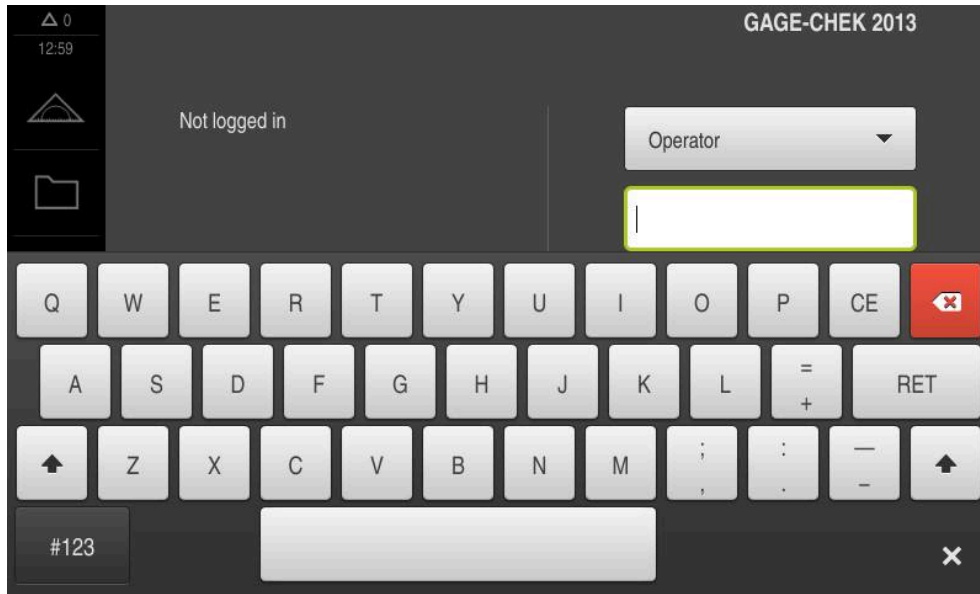 0
GAGE-CHEK 2013
12:59
Not logged in
Operator
Q W E R T Y U I O P CE
A S D F G H J K L = + RET
Z X C V B N M ; , : . — –
#123